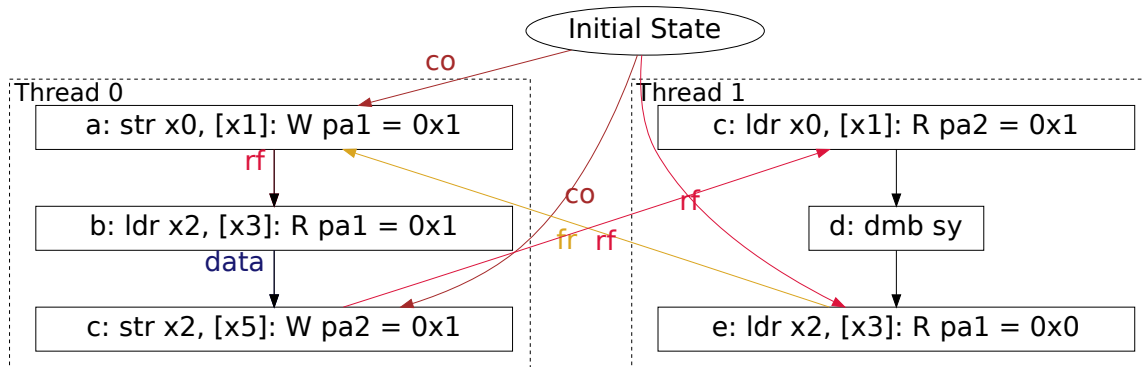 Initial State
co
Thread 0
Thread 1
a: str x0, [x1]: W pa1 = 0x1
c: ldr x0, [x1]: R pa2 = 0x1
rf
co
rf
b: ldr x2, [x3]: R pa1 = 0x1
d: dmb sy
fr
rf
data
c: str x2, [x5]: W pa2 = 0x1
e: ldr x2, [x3]: R pa1 = 0x0